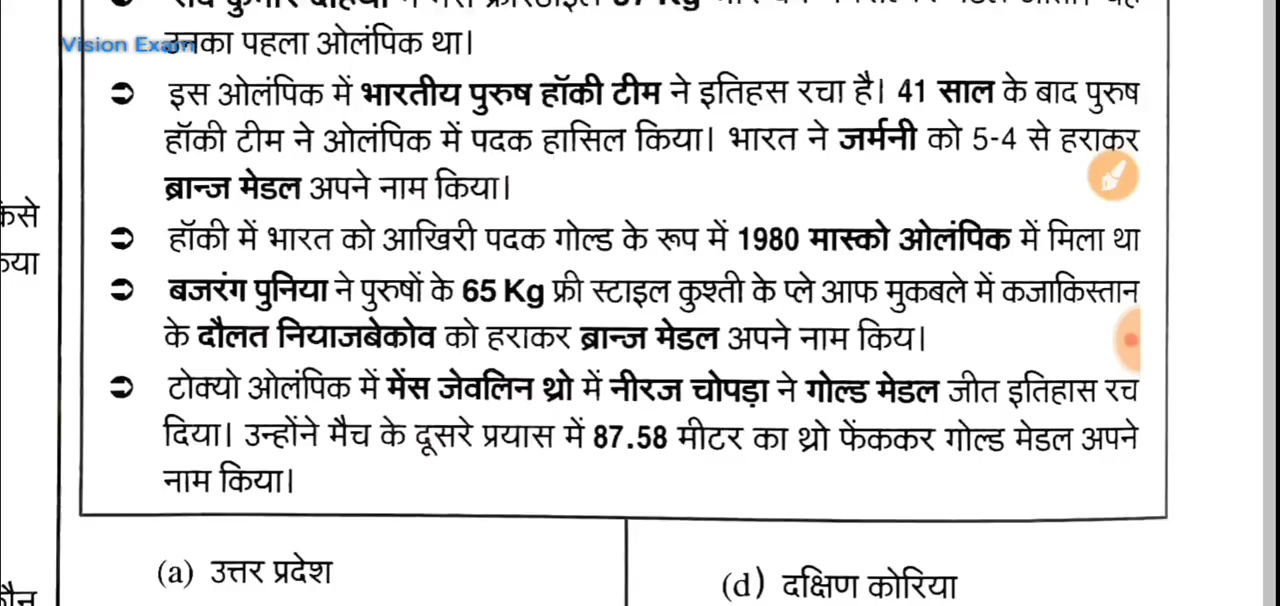 उनका पहला ओलंपिक था।
Vision Exam
➲ इस ओलंपिक में भारतीय पुरुष हॉकी टीम ने इतिहस रचा है। 41 साल के बाद पुरुष
हॉकी टीम ने ओलंपिक में पदक हासिल किया। भारत ने जर्मनी को 5-4 से हराकर
ब्रान्ज मेडल अपने नाम किया।
➲ हॉकी में भारत को आखिरी पदक गोल्ड के रूप में 1980 मास्को ओलंपिक में मिला था
➲ बजरंग पुनिया ने पुरुषों के 65 Kg फ्री स्टाइल कुश्ती के प्ले आफ मुकबले में कजाकिस्तान
के दौलत नियाजबेकोव को हराकर ब्रान्ज मेडल अपने नाम किय।
➲ टोक्यो ओलंपिक में मेंस जेवलिन थ्रो में नीरज चोपड़ा ने गोल्ड मेडल जीत इतिहास रच
दिया। उन्होंने मैच के दूसरे प्रयास में 87.58 मीटर का थ्रो फेंककर गोल्ड मेडल अपने
नाम किया।
(a) उत्तर प्रदेश
(d) दक्षिण कोरिया